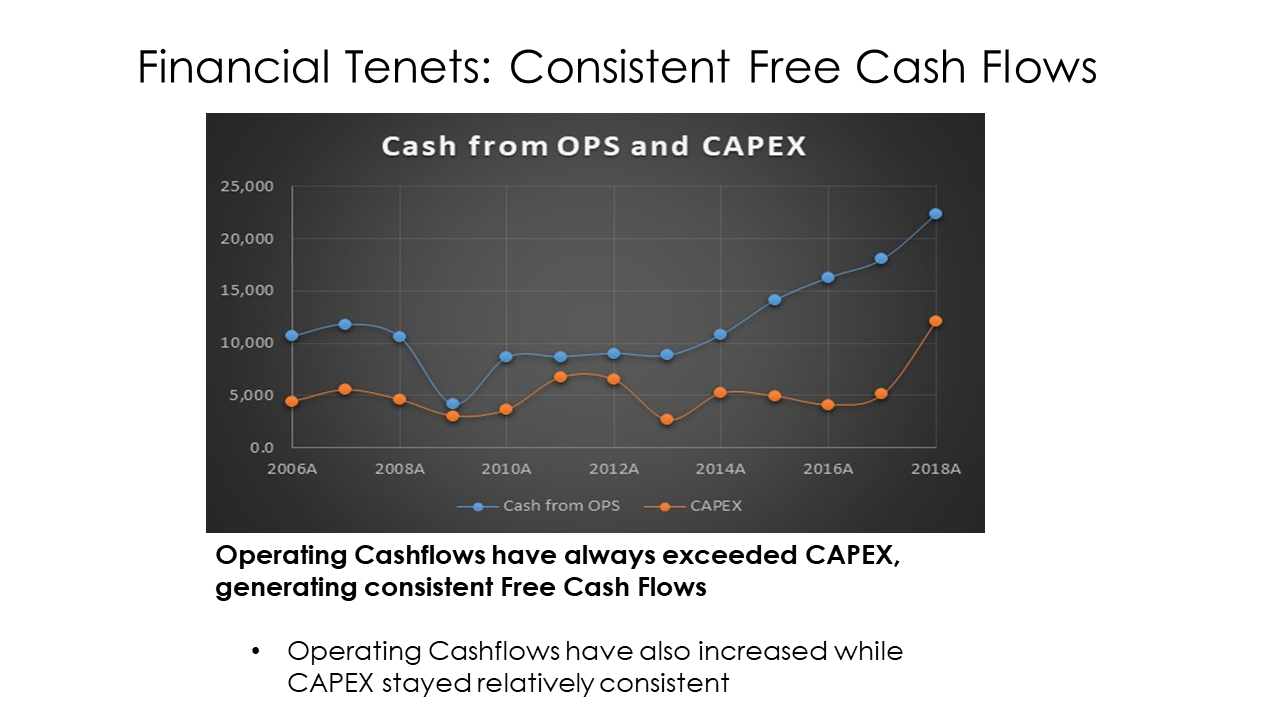 Financial Tenets: Consistent Free Cash Flows
Cash from OPS and CAPEX
25,000
20,000
15,000
10,000
5,000
0.0
2006A 2008A 2010A 2012A 2014A 2016A 2018A
Cash from OPS CAPEX
Operating Cashflows have always exceeded CAPEX,
generating consistent Free Cash Flows
• Operating Cashflows have also increased while
CAPEX stayed relatively consistent